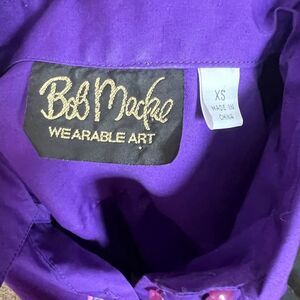 Bob Mackie
WEARABLE ART
XS
MADE IN
CHINA